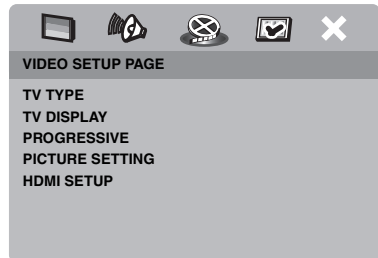 VIDEO SETUP PAGE
TV TYPE
TV DISPLAY
PROGRESSIVE
PICTURE SETTING
HDMI SETUP